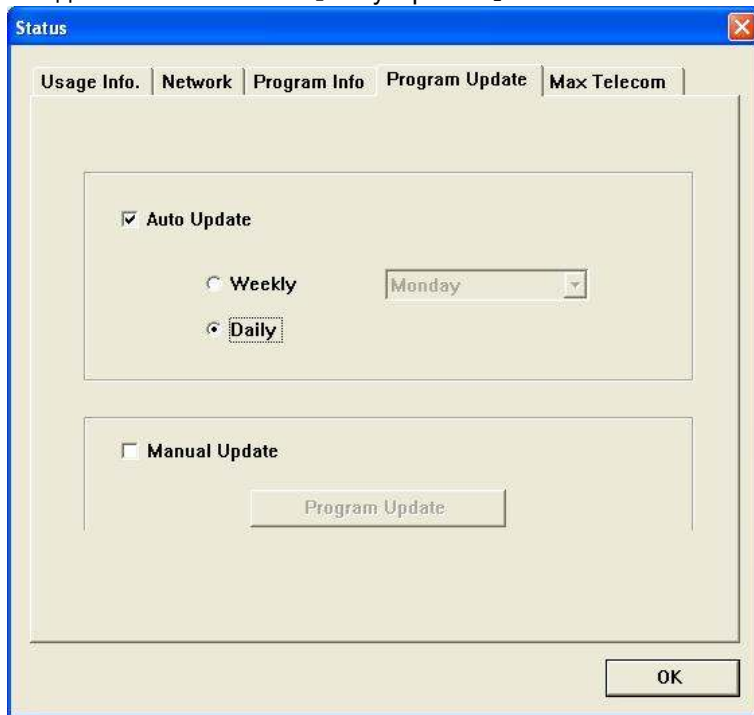 Status
Usage Info. Network Program Info Program Update Max Telecom
Auto Update
Weekly Monday
Daily
Manual Update
Program Update
OK